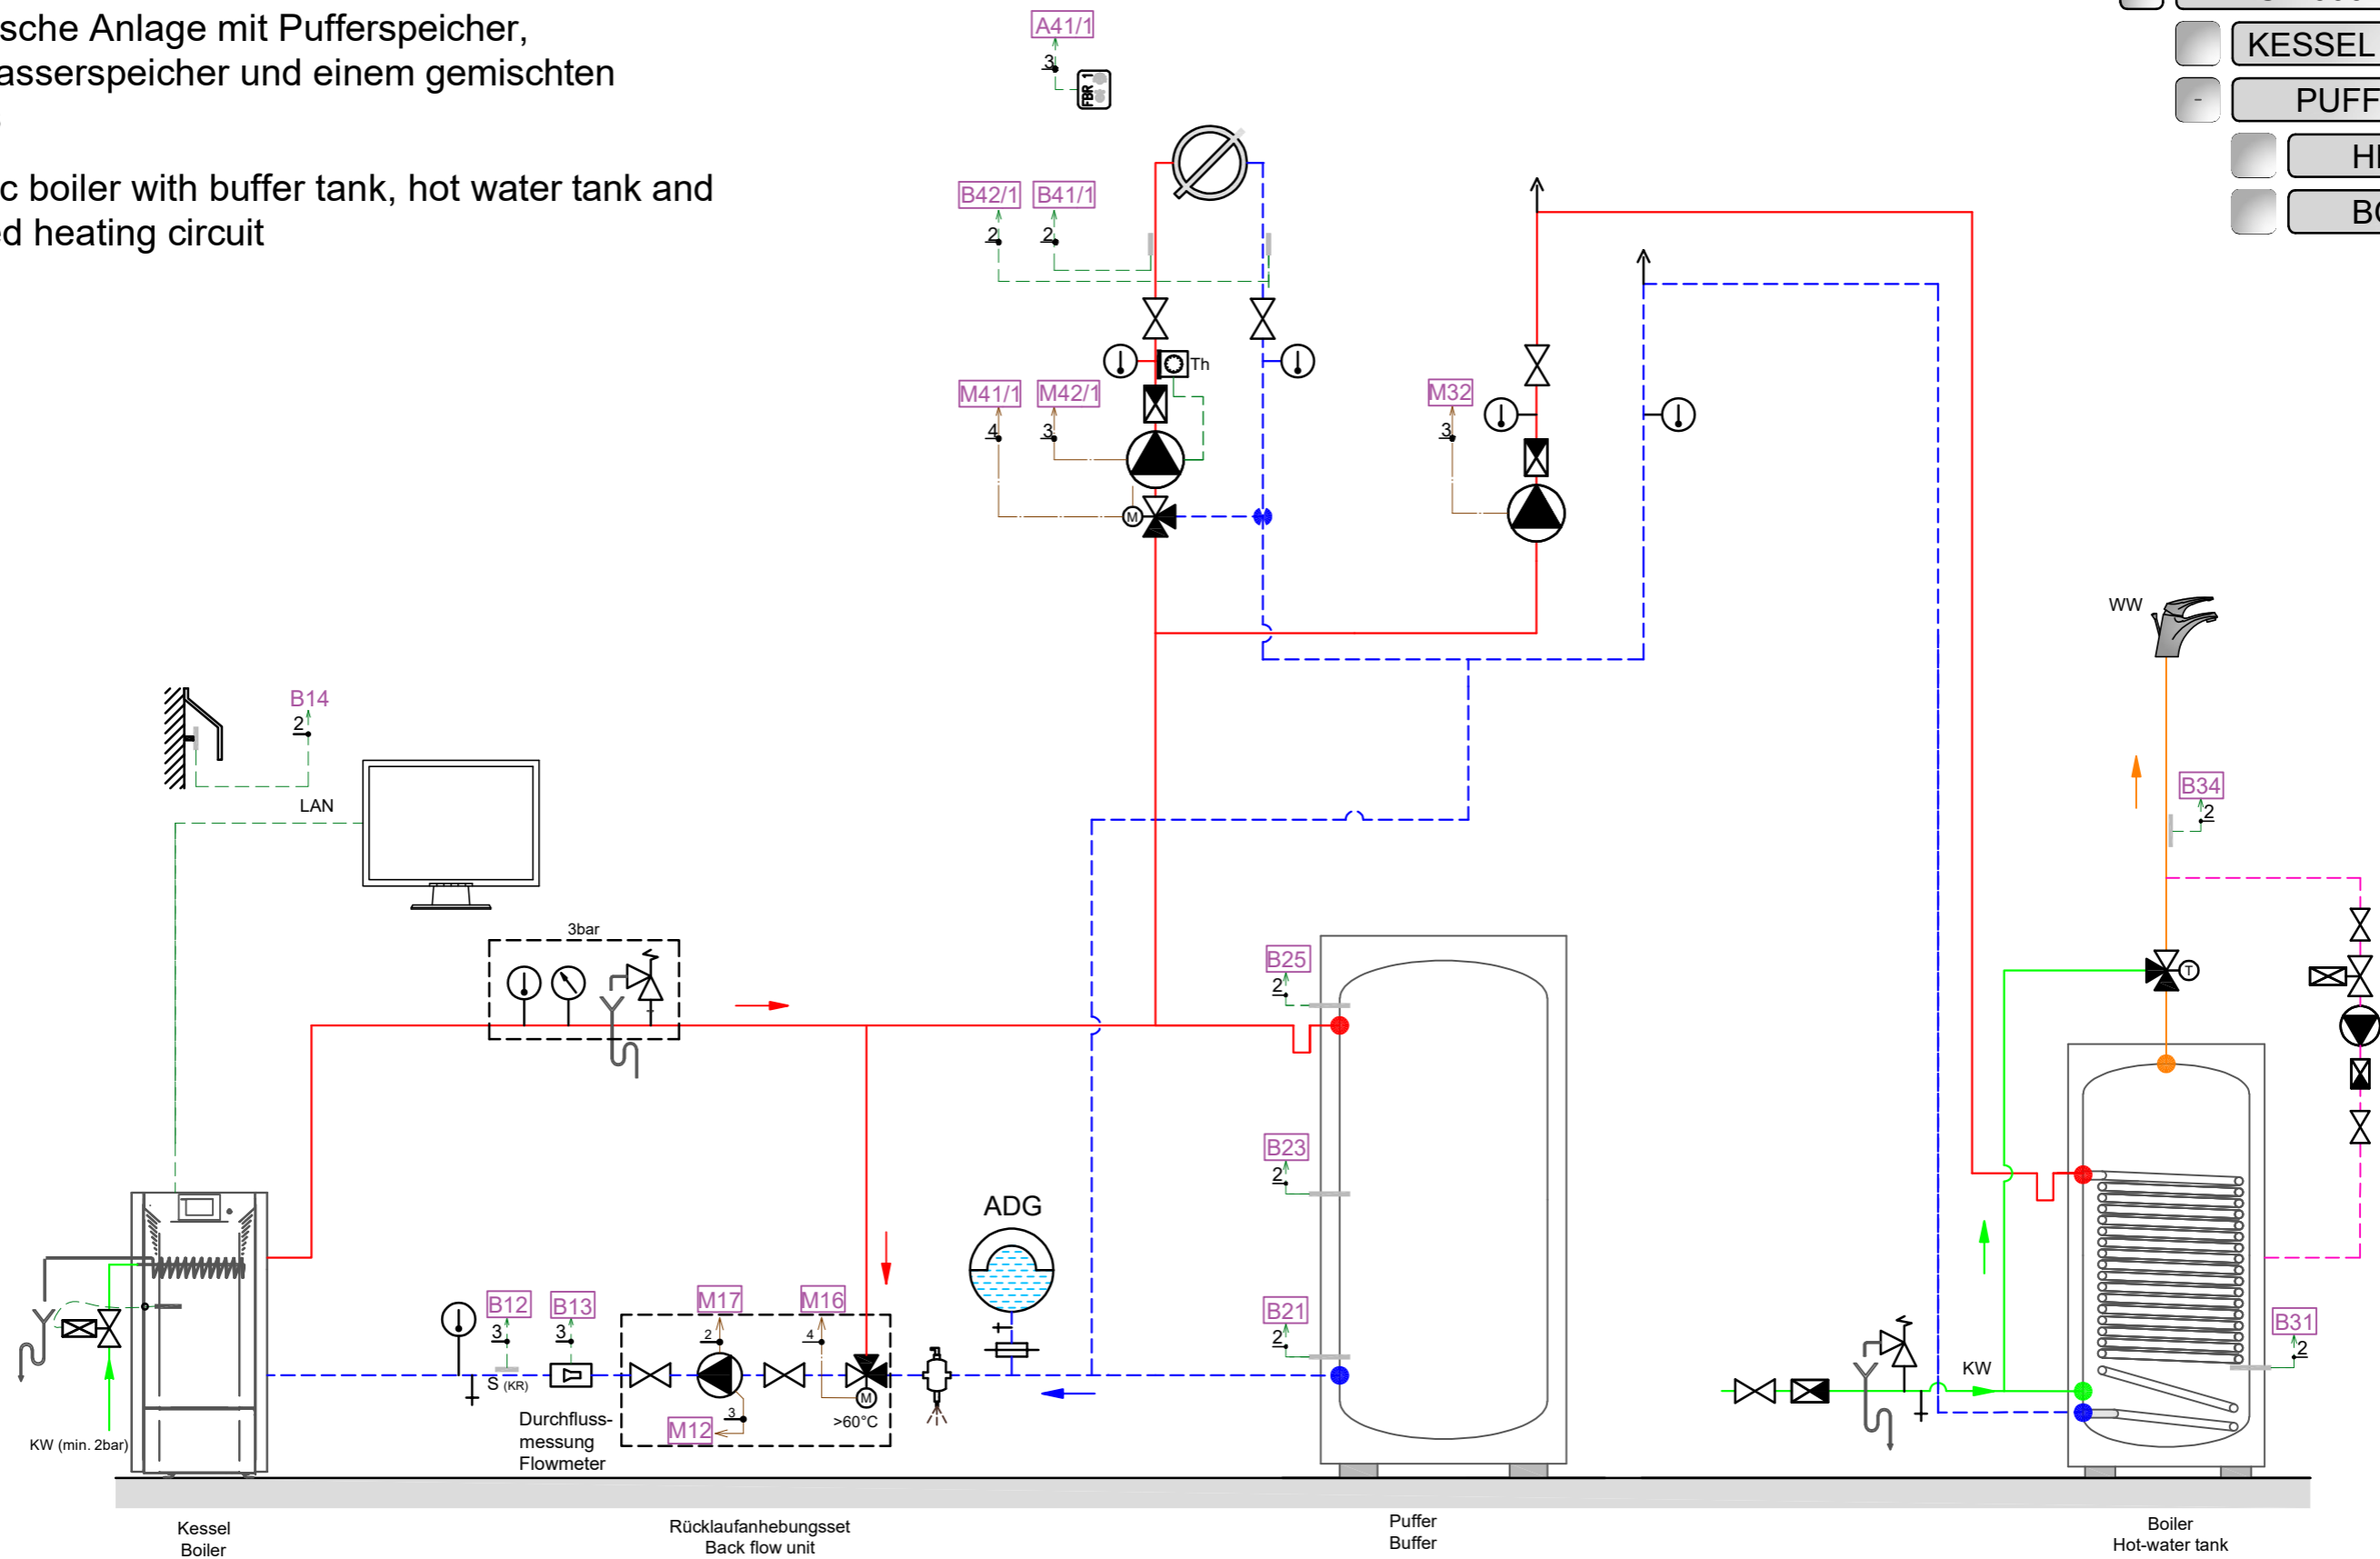 sche Anlage mit Pufferspeicher,
asserspeicher und einem gemischten
c boiler with buffer tank, hot water tank and
d heating circuit
KESSEL
-
PUFF
A41/1
3
FBR 1
B42/1
B41/1
2
2
Th
M41/1
M42/1
M32
4
3
3
M
WW
B14
2
LAN
B34
2
3bar
T
B25
2
B23
2
ADG
B12
B13
M17
M16
B21
B31
3
3
2
4
2
2
S (KR)
KW
M
3
M12
>60°C
Durchfluss-
messung
Flowmeter
KW (min. 2bar)
Kessel
Boiler
Rücklaufanhebungsset
Back flow unit
Puffer
Buffer
Boiler
Hot-water tank